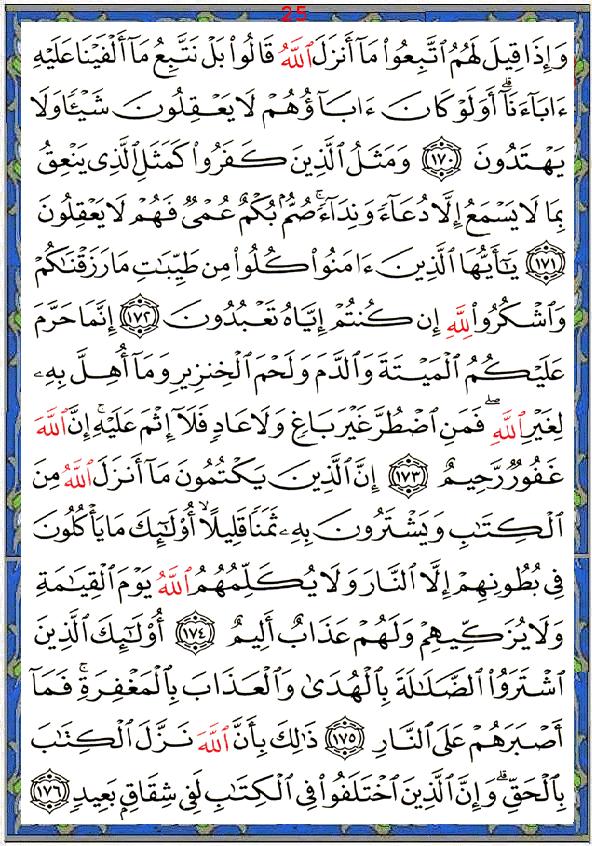 25
وَإِذَا قِيلَ لَهُمُ ٱتَّبِعُوا۟ مَآ أَنزَلَ ٱللَّهُ قَالُوا۟ بَلْ نَتَّبِعُ مَآ أَلْفَيْنَا عَلَيْهِ
ءَابَآءَنَآ ۗ أَوَلَوْ كَانَ ءَابَآؤُهُمْ لَا يَعْقِلُونَ شَيْـًٔا وَلَا
يَهْتَدُونَ ﴿١٧٠﴾ وَمَثَلُ ٱلَّذِينَ كَفَرُوا۟ كَمَثَلِ ٱلَّذِى يَنْعِقُ
بِمَا لَا يَسْمَعُ إِلَّا دُعَآءً وَنِدَآءً ۚ صُمٌّۢ بُكْمٌ عُمْىٌ فَهُمْ لَا يَعْقِلُونَ
﴿١٧١﴾ يَـٰٓأَيُّهَا ٱلَّذِينَ ءَامَنُوا۟ كُلُوا۟ مِن طَيِّبَـٰتِ مَا رَزَقْنَـٰكُمْ
وَٱشْكُرُوا۟ لِلَّهِ إِن كُنتُمْ إِيَّاهُ تَعْبُدُونَ ﴿١٧٢﴾ إِنَّمَا حَرَّمَ
عَلَيْكُمُ ٱلْمَيْتَةَ وَٱلدَّمَ وَلَحْمَ ٱلْخِنزِيرِ وَمَآ أُهِلَّ بِهِۦ
لِغَيْرِ ٱللَّهِ ۖ فَمَنِ ٱضْطُرَّ غَيْرَ بَاغٍ وَلَا عَادٍ فَلَآ إِثْمَ عَلَيْهِ ۚ إِنَّ ٱللَّهَ
غَفُورٌ رَّحِيمٌ ﴿١٧٣﴾ إِنَّ ٱلَّذِينَ يَكْتُمُونَ مَآ أَنزَلَ ٱللَّهُ مِنَ
ٱلْكِتَـٰبِ وَيَشْتَرُونَ بِهِۦ ثَمَنًا قَلِيلًا ۙ أُو۟لَـٰٓئِكَ مَا يَأْكُلُونَ
فِى بُطُونِهِمْ إِلَّا ٱلنَّارَ وَلَا يُكَلِّمُهُمُ ٱللَّهُ يَوْمَ ٱلْقِيَـٰمَةِ
وَلَا يُزَكِّيهِمْ وَلَهُمْ عَذَابٌ أَلِيمٌ ﴿١٧٤﴾ أُو۟لَـٰٓئِكَ ٱلَّذِينَ
ٱشْتَرَوُا۟ ٱلضَّلَـٰلَةَ بِٱلْهُدَىٰ وَٱلْعَذَابَ بِٱلْمَغْفِرَةِ ۚ فَمَآ
أَصْبَرَهُمْ عَلَى ٱلنَّارِ ﴿١٧٥﴾ ذَٰلِكَ بِأَنَّ ٱللَّهَ نَزَّلَ ٱلْكِتَـٰبَ
بِٱلْحَقِّ ۗ وَإِنَّ ٱلَّذِينَ ٱخْتَلَفُوا۟ فِى ٱلْكِتَـٰبِ لَفِى شِقَاقٍۭ بَعِيدٍ ﴿١٧٦﴾